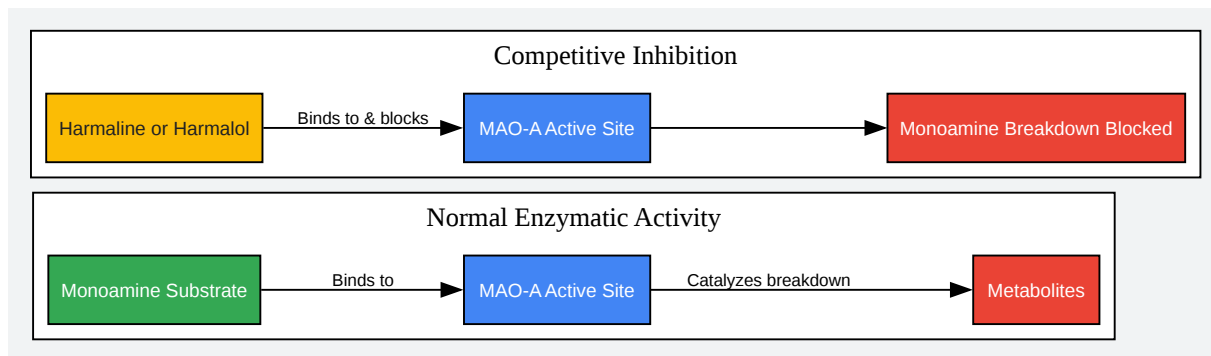 Competitive Inhibition
Harmaline or Harmalol
Binds to & blocks
MAO-A Active Site
Monoamine Breakdown Blocked
Normal Enzymatic Activity
Monoamine Substrate
Binds to
MAO-A Active Site
Catalyzes breakdown
Metabolites